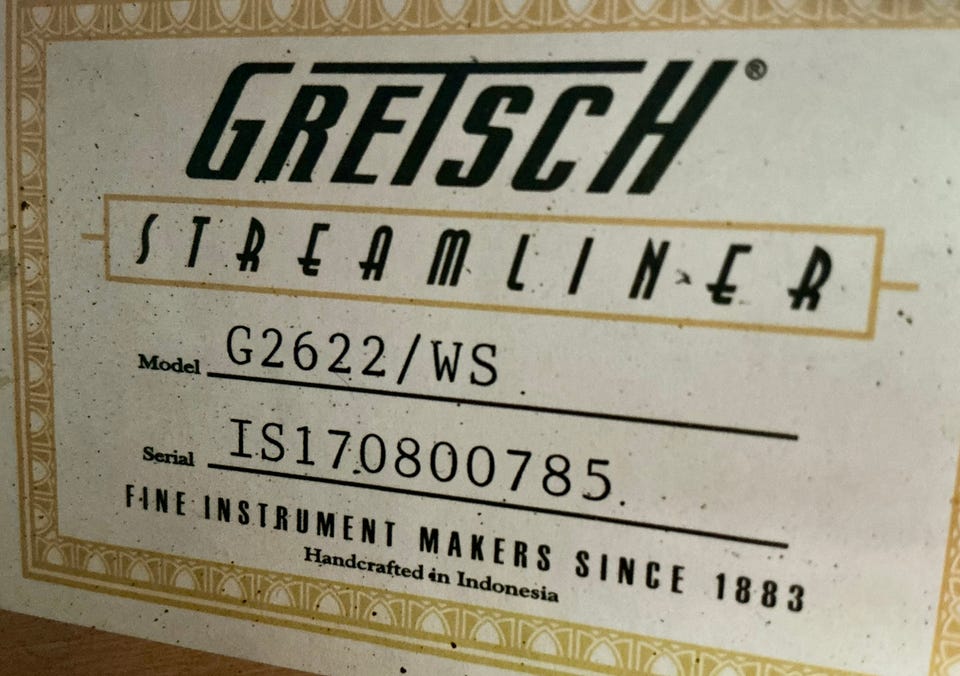 GRETSCH®
STREAMLINER
Model G2622/WS
Serial IS170800785
FINE INSTRUMENT MAKERS SINCE 1883
Handcrafted in Indonesia